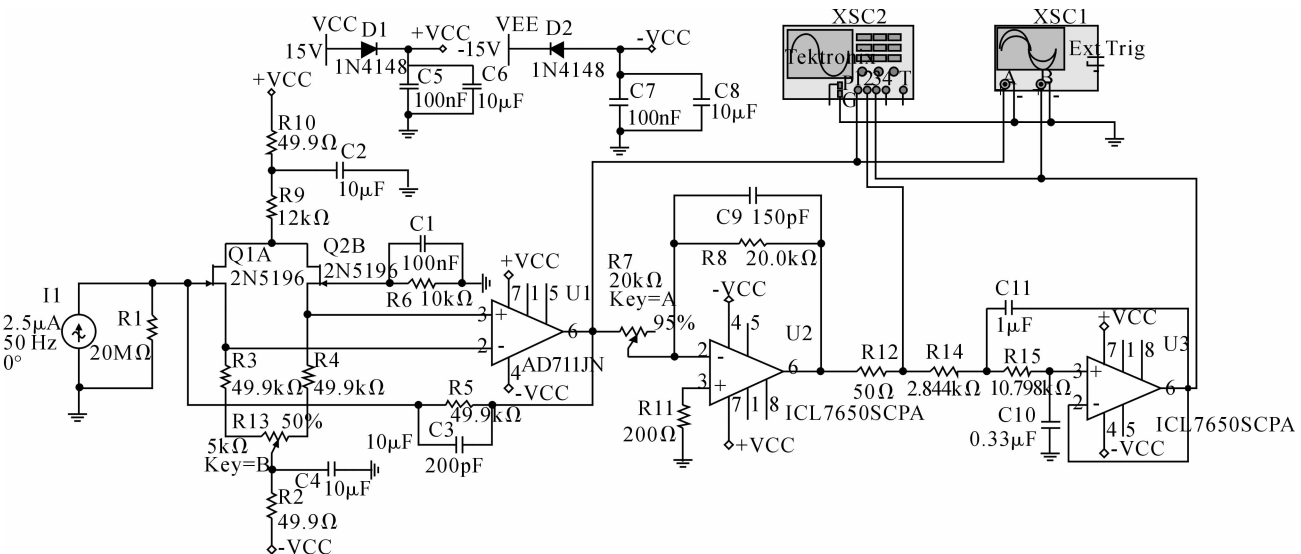 VCC D1
15V
+VCC
1N4148
C5
100nF
C6
10μF
VEE D2
-15V
-VCC
1N4148
C7
100nF
C8
10μF
XSC2
Tektronix
P 1 2 3 4 T
G
XSC1
Ext Trig
A B
+VCC
R10
49.9Ω
C2
10μF
R9
12kΩ
Q1A
2N5196
Q2B
2N5196
C1
100nF
R6 10kΩ
I1
2.5μA
50 Hz
0°
R1
20MΩ
+VCC
7 1 5 U1
3 +
2 -
6
4 AD711JN
-VCC
R3
49.9kΩ
R4
49.9kΩ
R5
49.9kΩ
C3
200pF
10μF
R13 50%
5kΩ
Key=B
C4 10μF
R2
49.9Ω
-VCC
R7
20kΩ
Key=A
95%
C9 150pF
R8 20.0kΩ
-VCC
4 5
U2
2 -
3 +
6
7 1 8
ICL7650SCPA
+VCC
R11
200Ω
R12
50Ω
R14
2.844kΩ
R15
10.798kΩ
C11
1μF
C10
0.33μF
+VCC
7 1 8 U3
3 +
2 -
6
4 5
ICL7650SCPA
-VCC